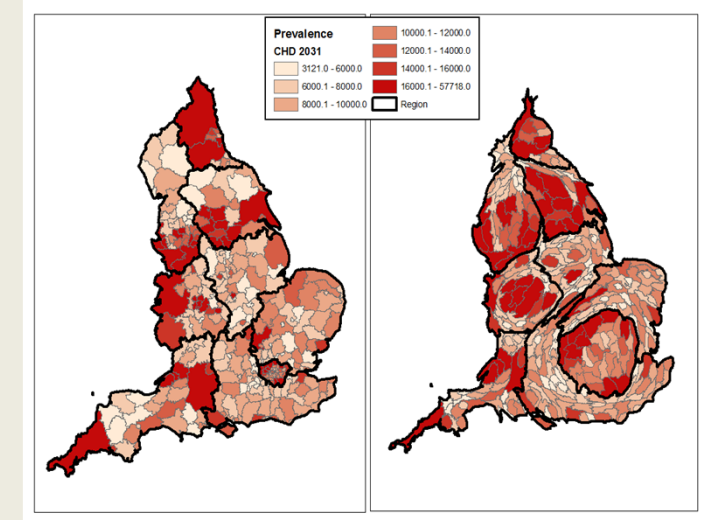 Prevalence
CHD 2031
3121.0 - 6000.0
6000.1 - 8000.0
8000.1 - 10000.0
10000.1 - 12000.0
12000.1 - 14000.0
14000.1 - 16000.0
16000.1 - 57718.0
Region